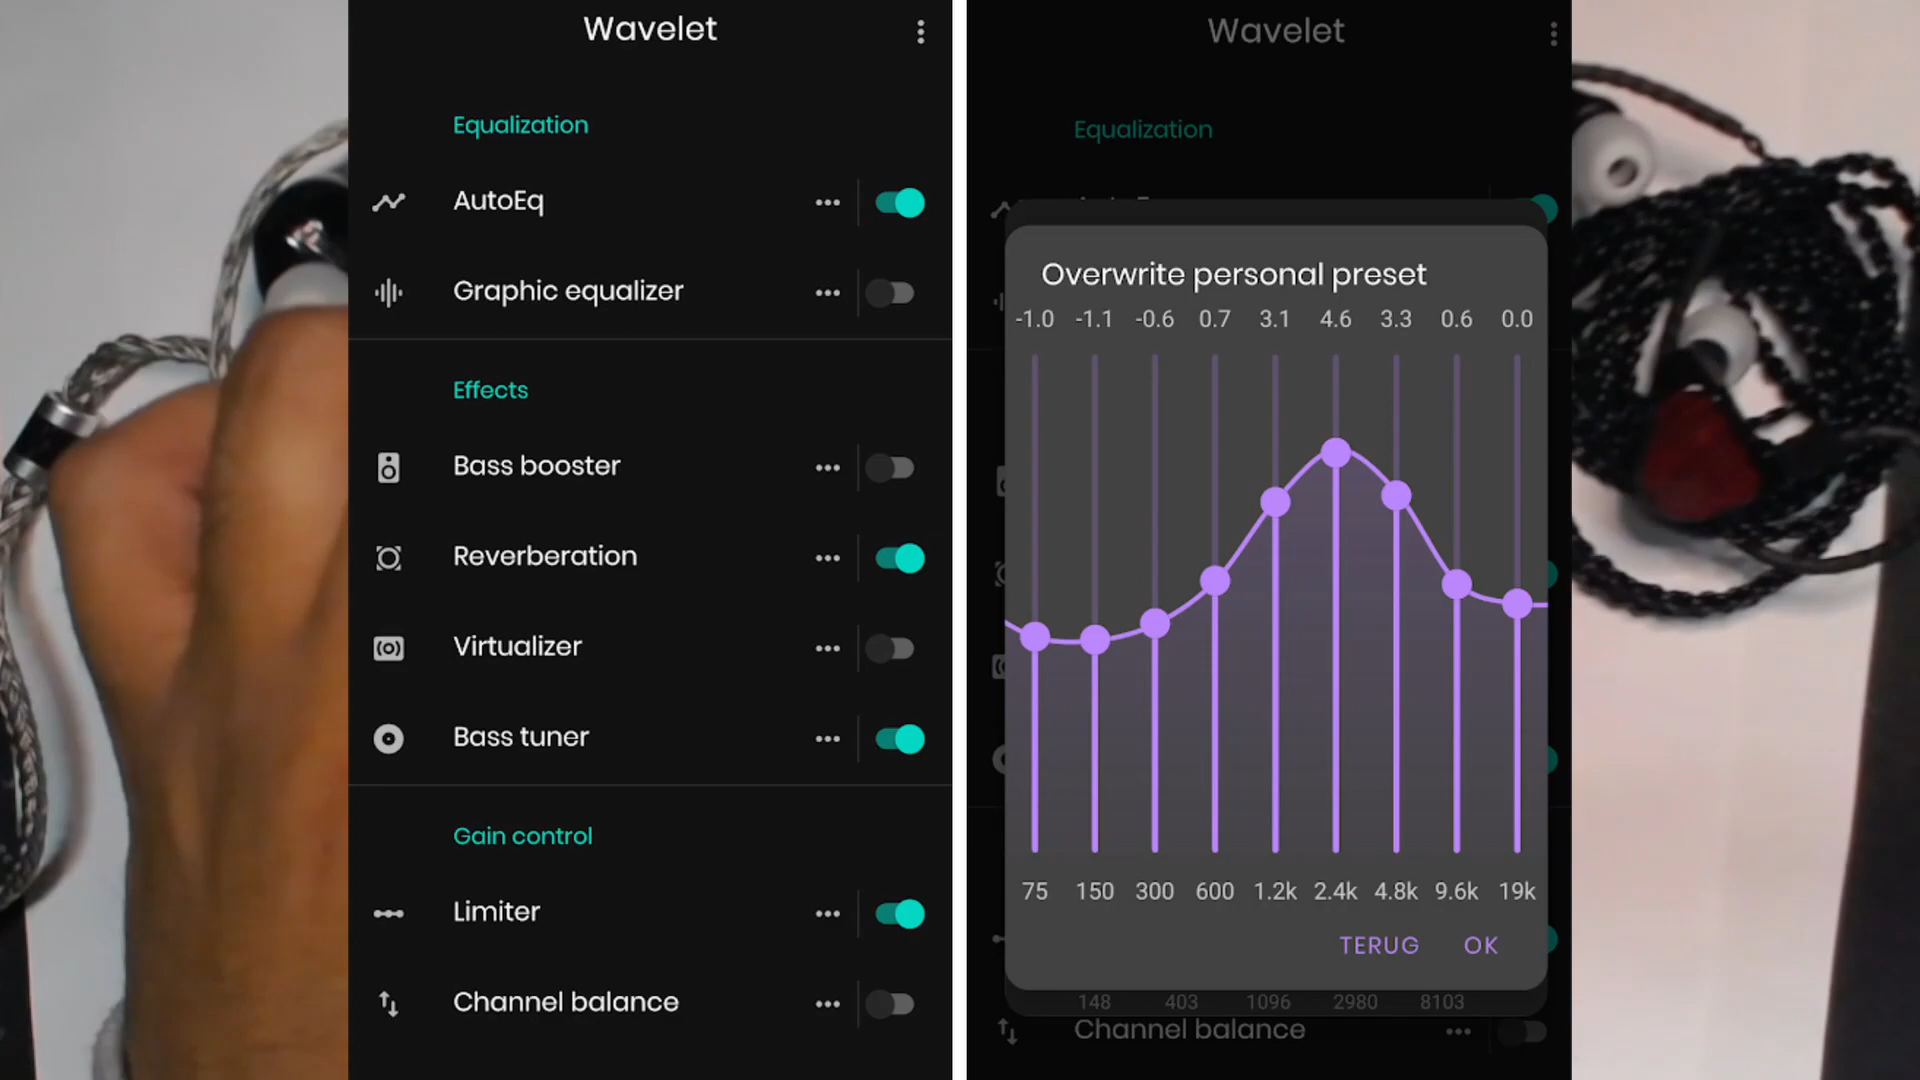 Wavelet
Equalization
AutoEq
Graphic equalizer
Effects
Bass booster
Reverberation
Virtualizer
Bass tuner
Gain control
Limiter
Channel balance
Wavelet
Equalization
Overwrite personal preset
-1.0 -1.1 -0.6 0.7 3.1 4.6 3.3 0.6 0.0
75 150 300 600 1.2k 2.4k 4.8k 9.6k 19k
TERUG OK
148 403 1096 2980 8103
Channel balance